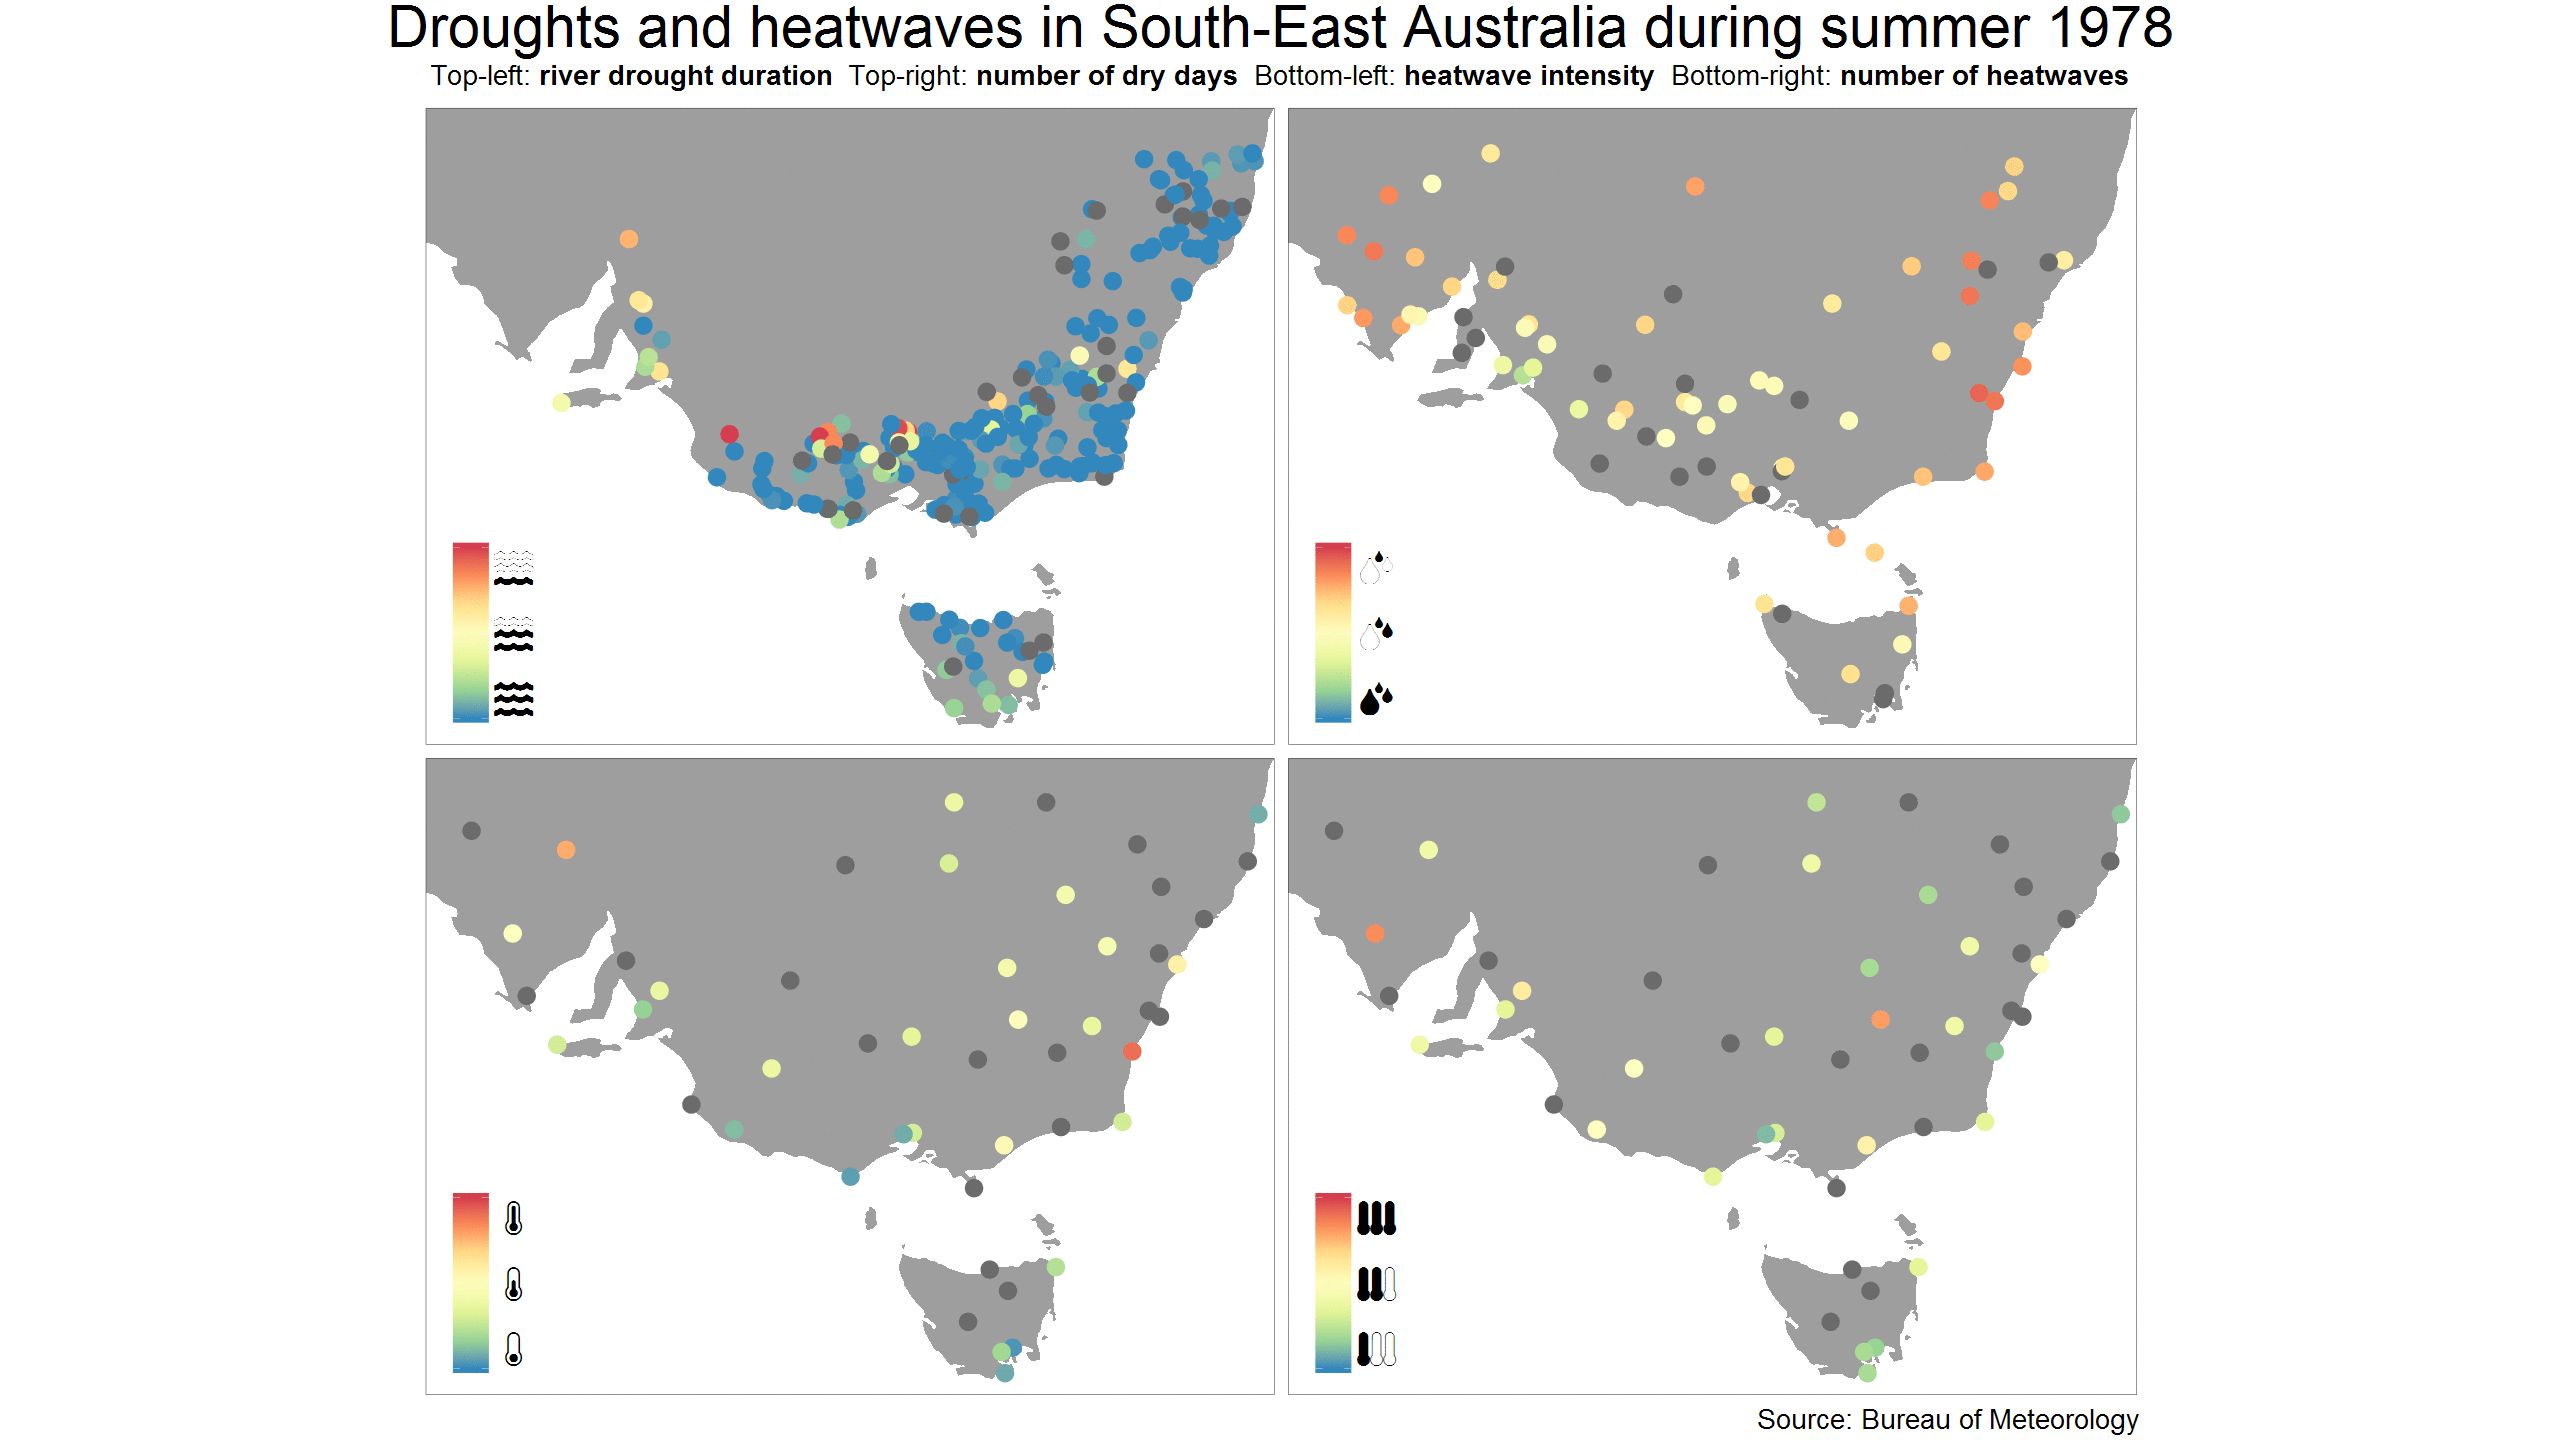 Droughts and heatwaves in South-East Australia during summer 1978
Top-left: river drought duration  Top-right: number of dry days  Bottom-left: heatwave intensity  Bottom-right: number of heatwaves
Source: Bureau of Meteorology